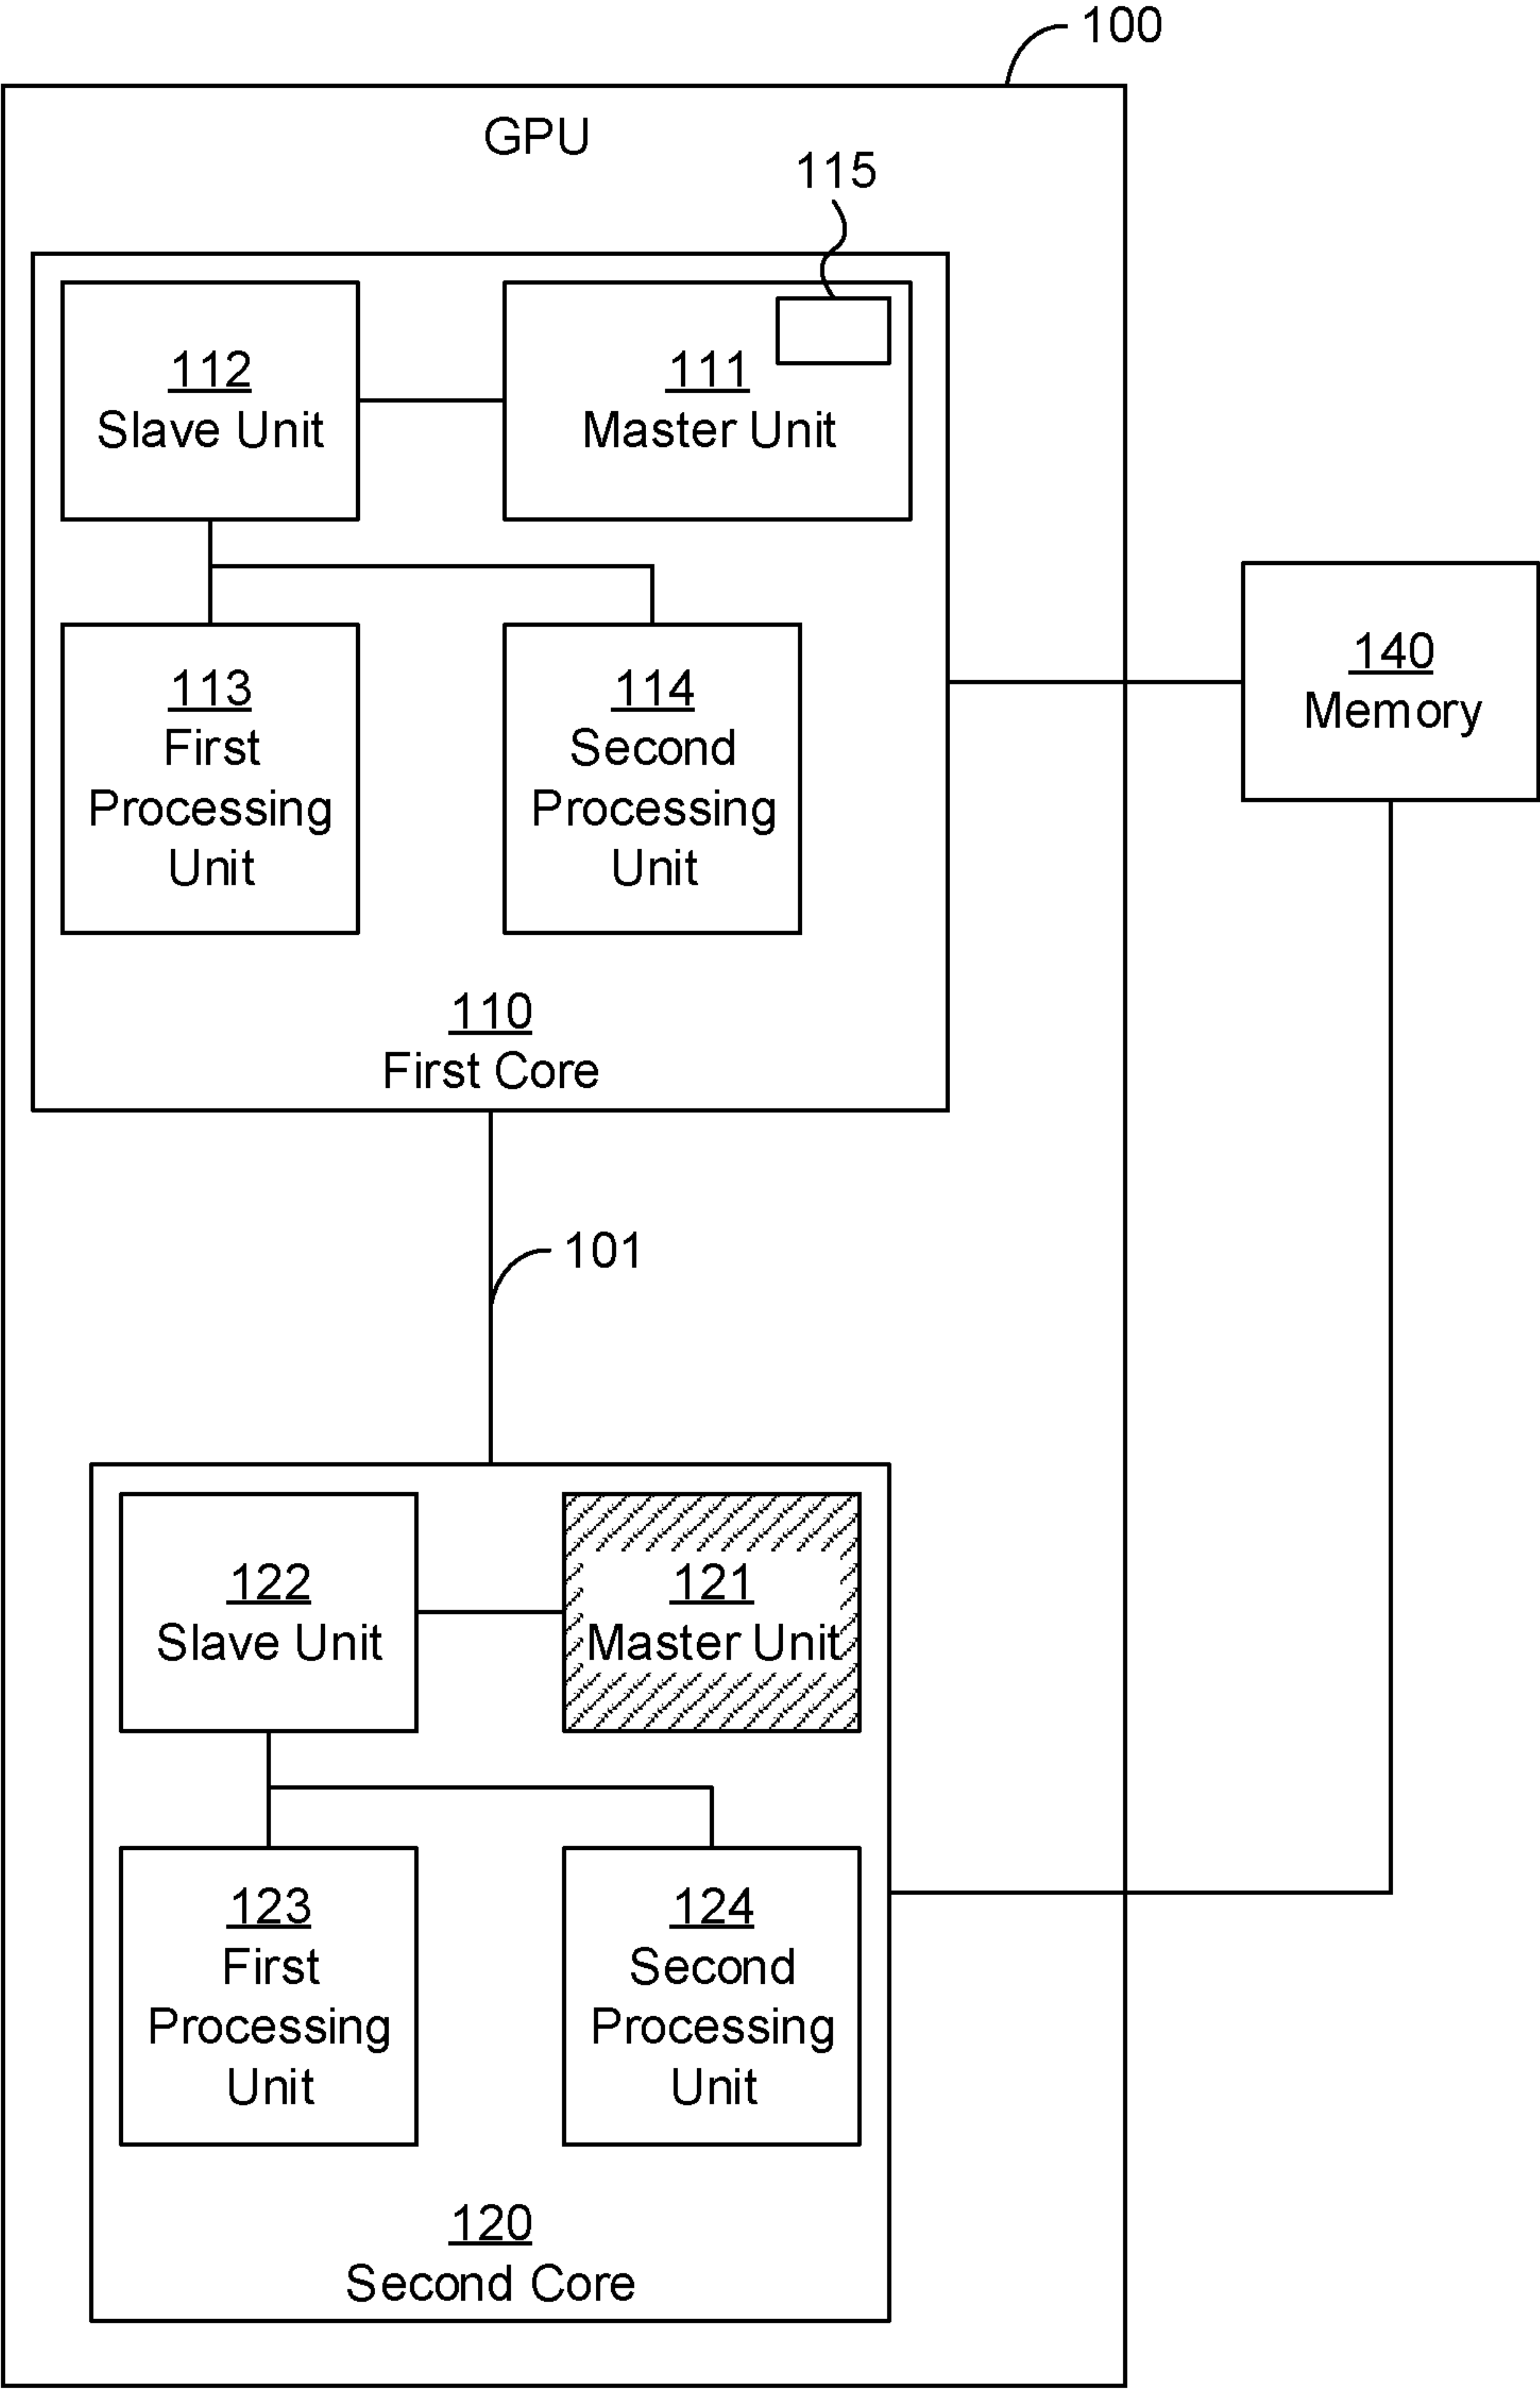 100
GPU
115
112
Slave Unit
111
Master Unit
113
First
Processing
Unit
114
Second
Processing
Unit
140
Memory
110
First Core
101
122
Slave Unit
121
Master Unit
123
First
Processing
Unit
124
Second
Processing
Unit
120
Second Core